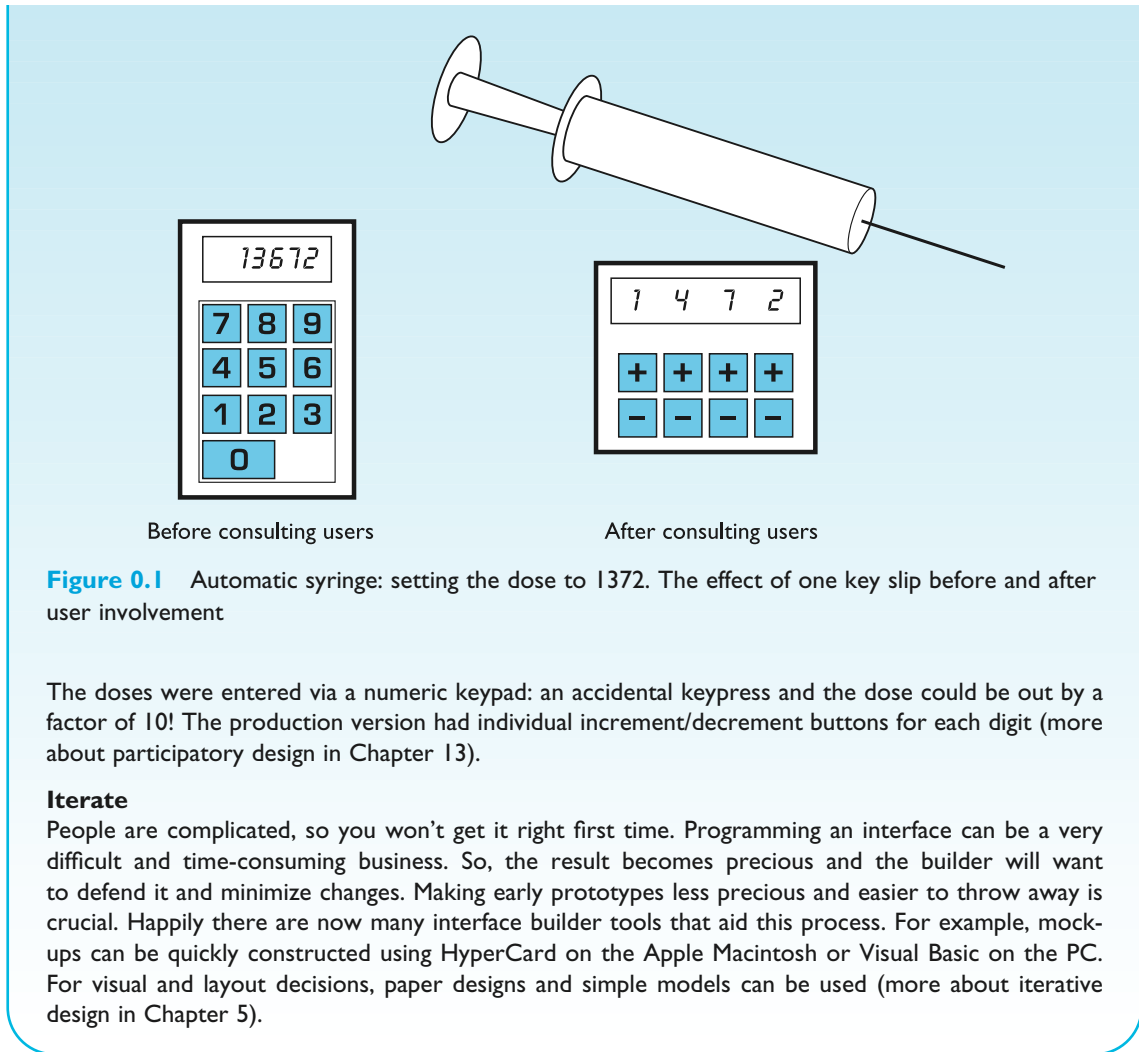 13672
7 8 9
4 5 6
1 2 3
0
1 4 7 2
+ + + +
− − − −
Before consulting users
After consulting users
Figure 0.1 Automatic syringe: setting the dose to 1372. The effect of one key slip before and after
user involvement
The doses were entered via a numeric keypad: an accidental keypress and the dose could be out by a
factor of 10! The production version had individual increment/decrement buttons for each digit (more
about participatory design in Chapter 13).
Iterate
People are complicated, so you won't get it right first time. Programming an interface can be a very
difficult and time-consuming business. So, the result becomes precious and the builder will want
to defend it and minimize changes. Making early prototypes less precious and easier to throw away is
crucial. Happily there are now many interface builder tools that aid this process. For example, mock-
ups can be quickly constructed using HyperCard on the Apple Macintosh or Visual Basic on the PC.
For visual and layout decisions, paper designs and simple models can be used (more about iterative
design in Chapter 5).